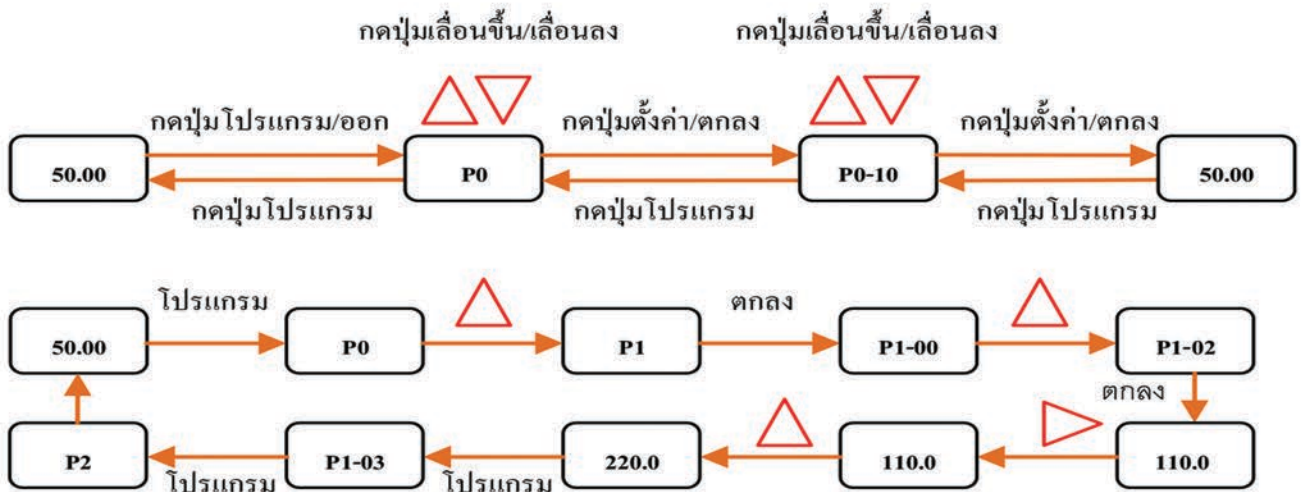 กดปุ่มเลื่อนขึ้น/เลื่อนลง กดปุ่มเลื่อนขึ้น/เลื่อนลง
กดปุ่มโปรแกรม/ออก กดปุ่มตั้งค่า/ตกลง กดปุ่มตั้งค่า/ตกลง
50.00 P0 P0-10 50.00
กดปุ่มโปรแกรม กดปุ่มโปรแกรม กดปุ่มโปรแกรม
โปรแกรม ตกลง
50.00 P0 P1 P1-00 P1-02
ตกลง
P2 P1-03 220.0 110.0 110.0
โปรแกรม โปรแกรม